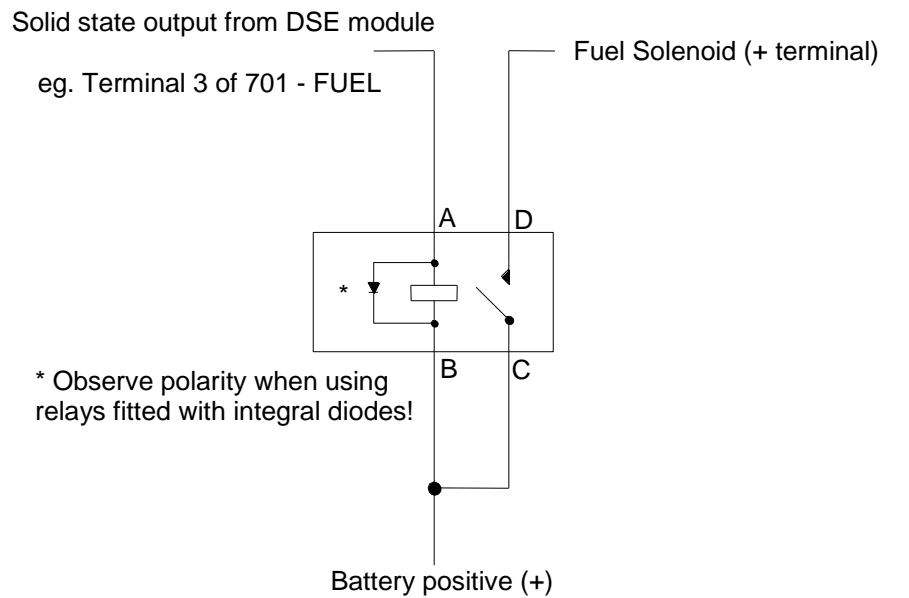 Solid state output from DSE module
Fuel Solenoid (+ terminal)
eg. Terminal 3 of 701 - FUEL
A
D
*
B
C
* Observe polarity when using
relays fitted with integral diodes!
Battery positive (+)